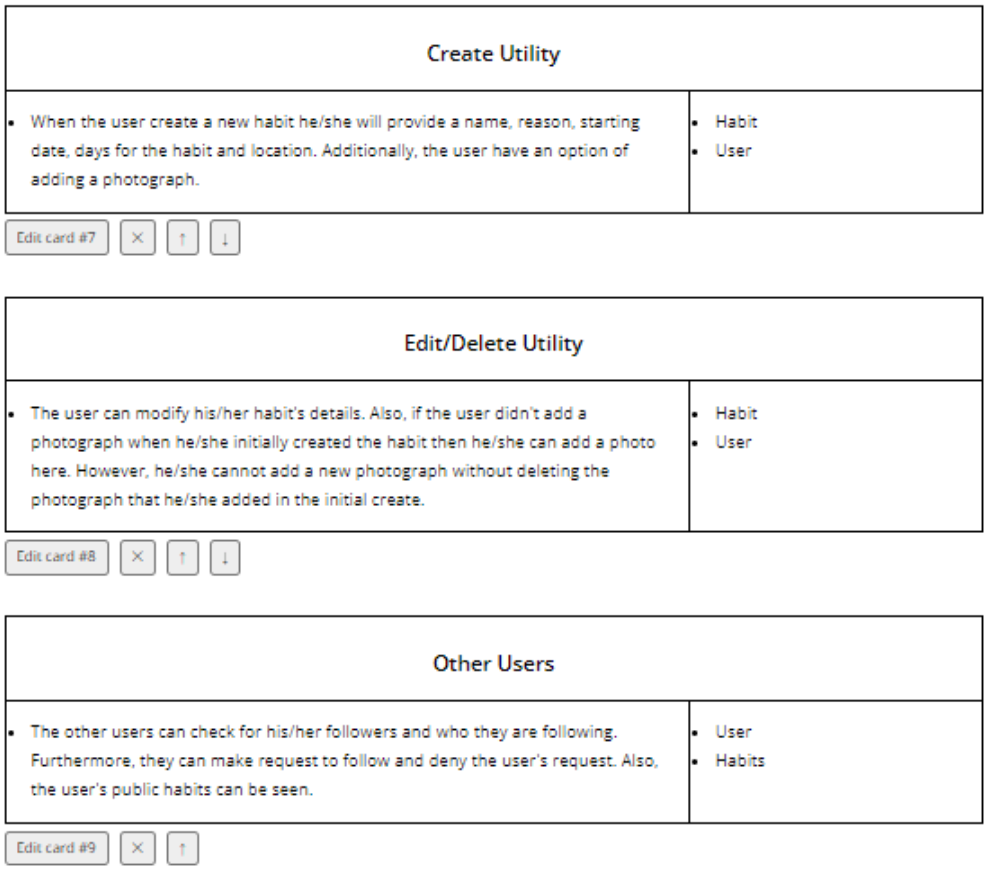 Create Utility
• When the user create a new habit he/she will provide a name, reason, starting
date, days for the habit and location. Additionally, the user have an option of
adding a photograph.
• Habit
• User
Edit card #7 × ↑ ↓
Edit/Delete Utility
• The user can modify his/her habit's details. Also, if the user didn't add a
photograph when he/she initially created the habit then he/she can add a photo
here. However, he/she cannot add a new photograph without deleting the
photograph that he/she added in the initial create.
• Habit
• User
Edit card #8 × ↑ ↓
Other Users
• The other users can check for his/her followers and who they are following.
Furthermore, they can make request to follow and deny the user's request. Also,
the user's public habits can be seen.
• User
• Habits
Edit card #9 × ↑